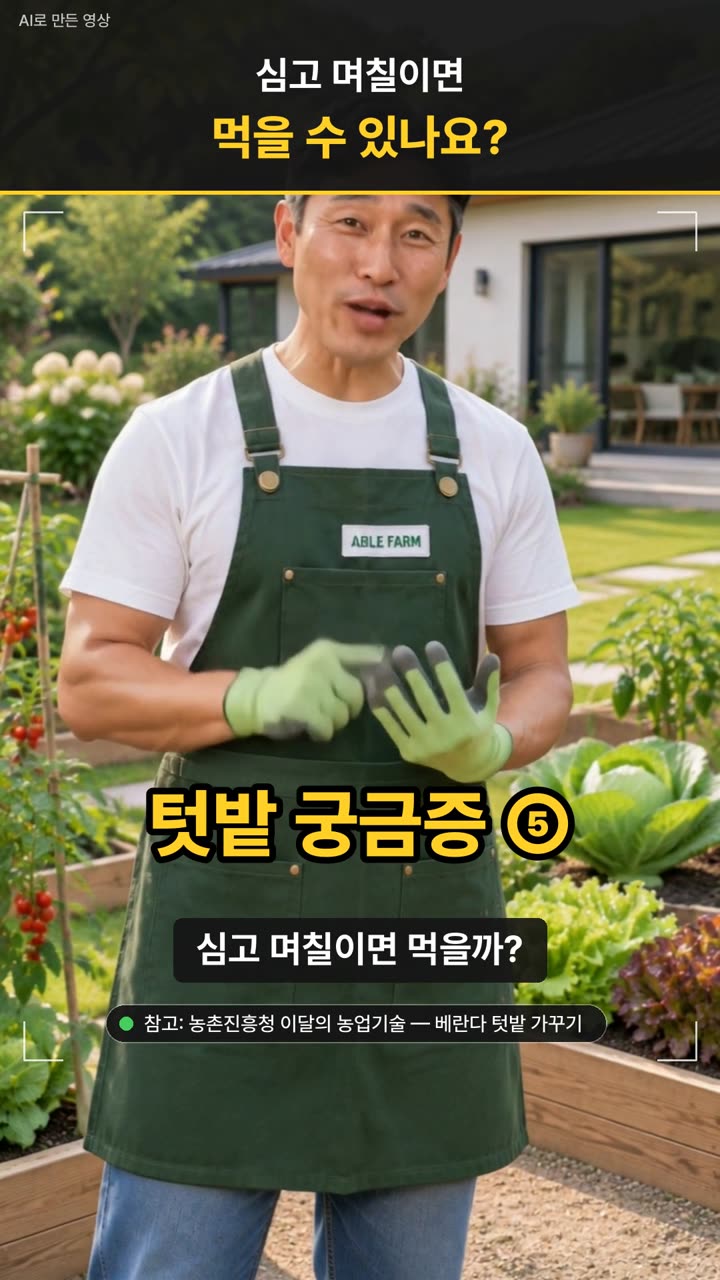 AI로 만든 영상
심고 며칠이면
먹을 수 있나요?
ABLE FARM
텃밭 궁금증 ⑤
심고 며칠이면 먹을까?
참고: 농촌진흥청 이달의 농업기술 — 베란다 텃밭 가꾸기